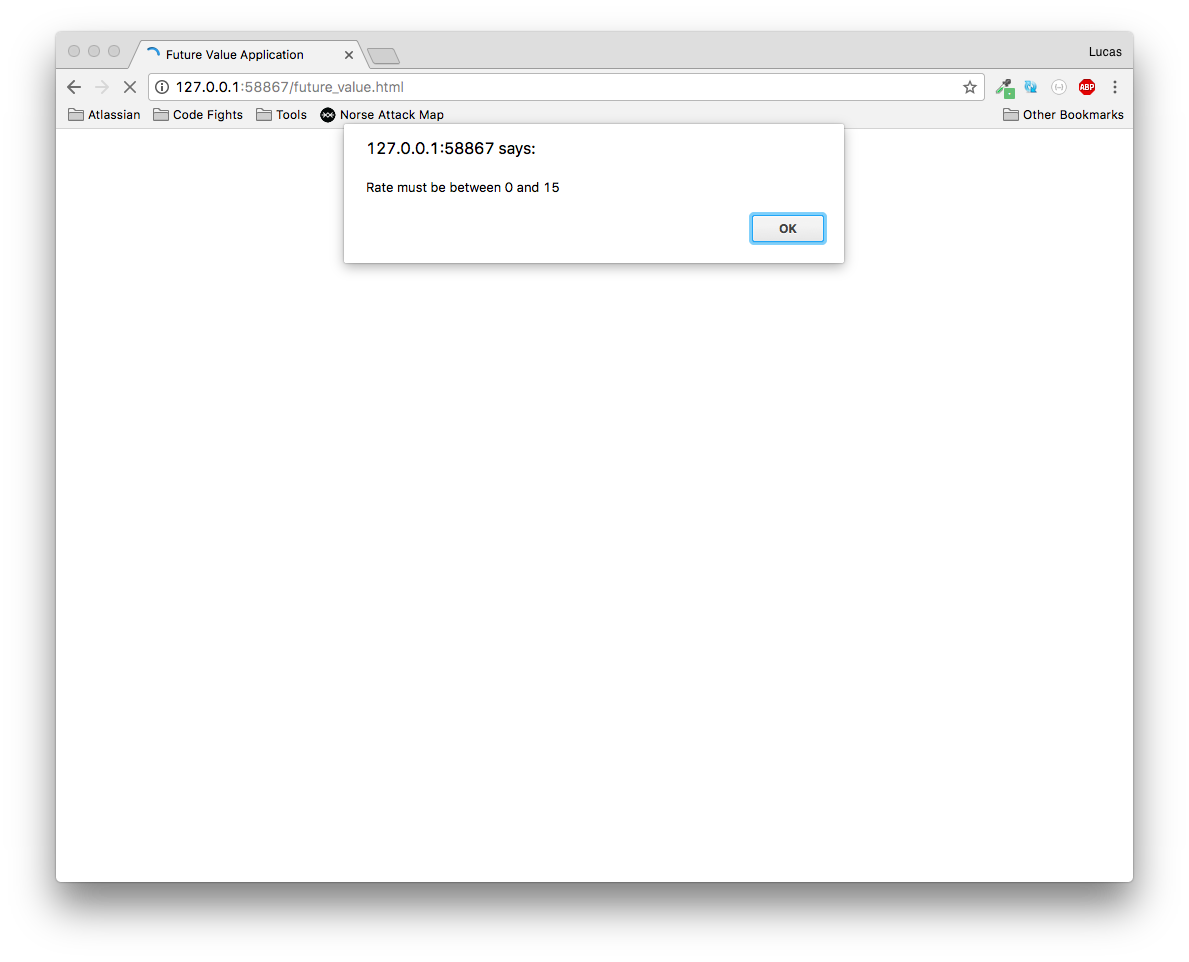 Future Value Application
Lucas
127.0.0.1:58867/future_value.html
ABP
Atlassian Code Fights Tools Norse Attack Map Other Bookmarks
127.0.0.1:58867 says:
Rate must be between 0 and 15
OK